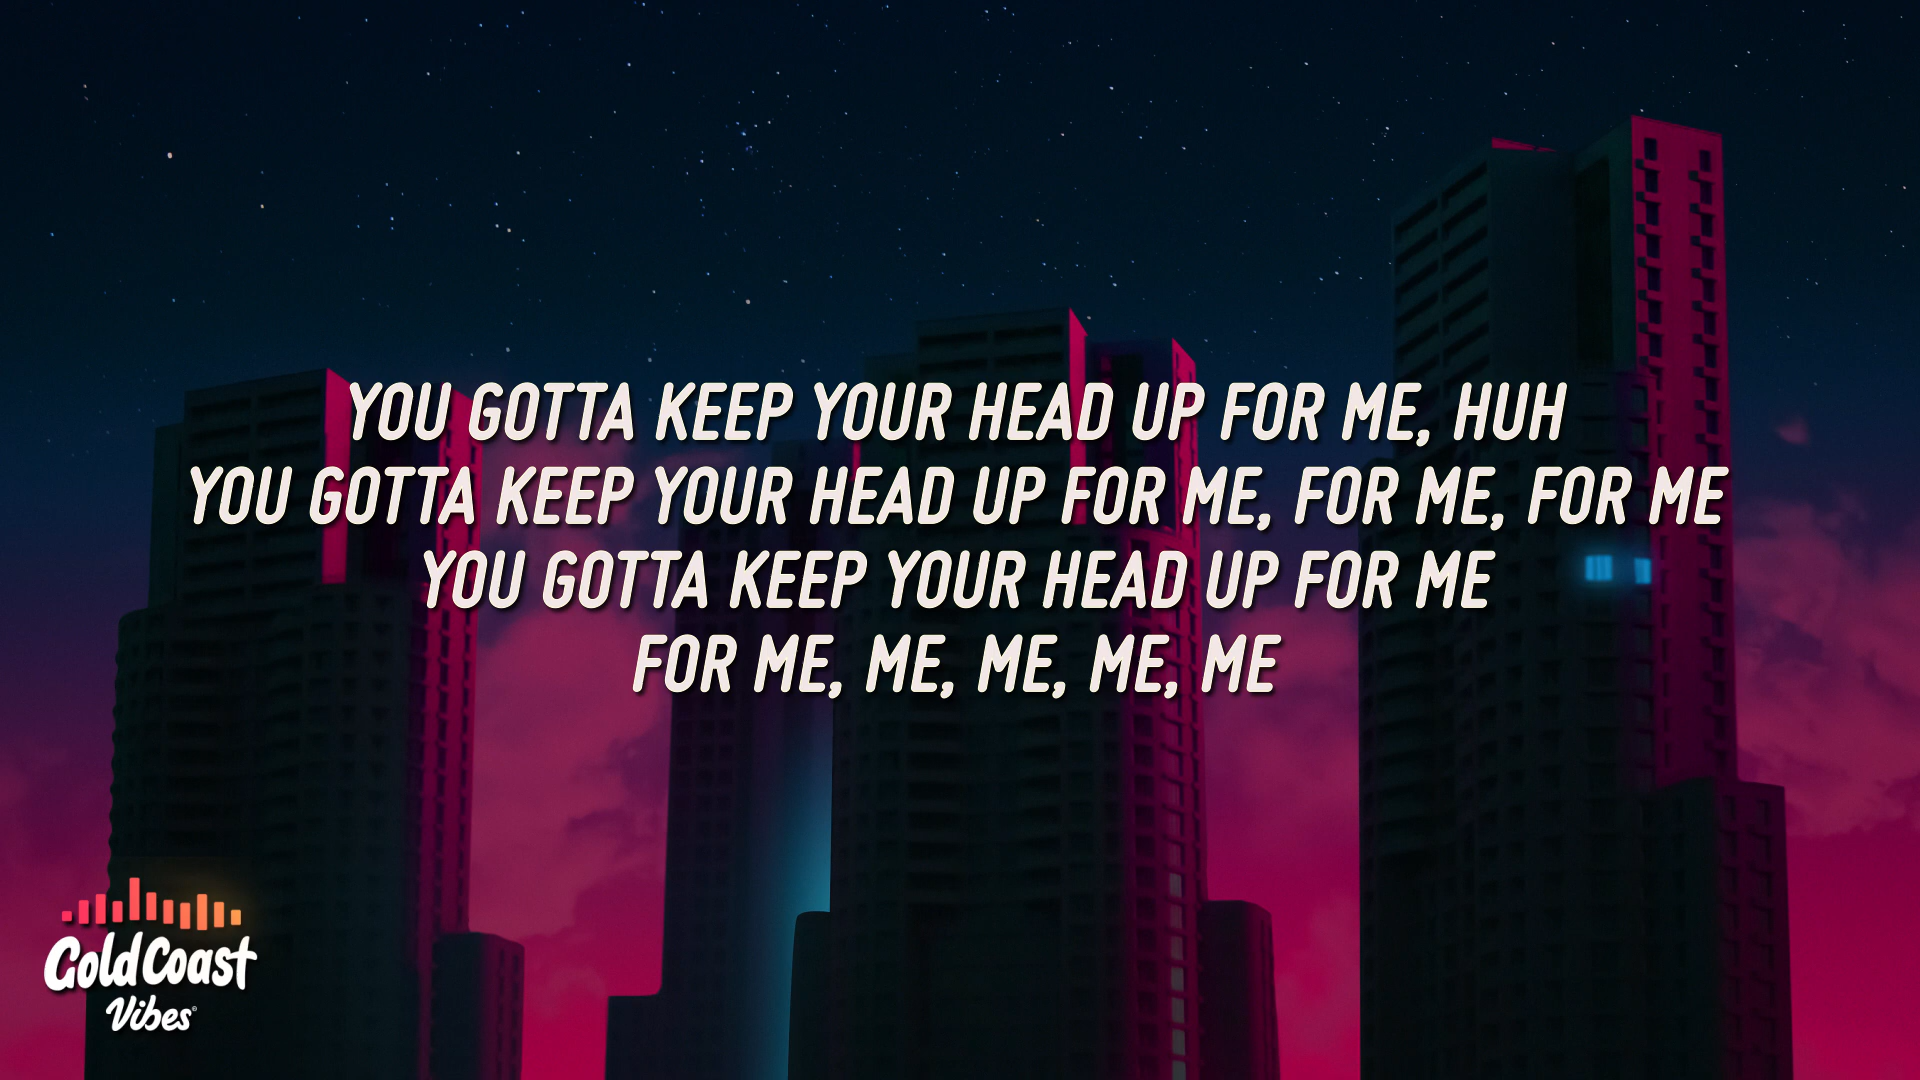 YOU GOTTA KEEP YOUR HEAD UP FOR ME, HUH
YOU GOTTA KEEP YOUR HEAD UP FOR ME, FOR ME, FOR ME
YOU GOTTA KEEP YOUR HEAD UP FOR ME
FOR ME, ME, ME, ME, ME
Gold Coast
Vibes